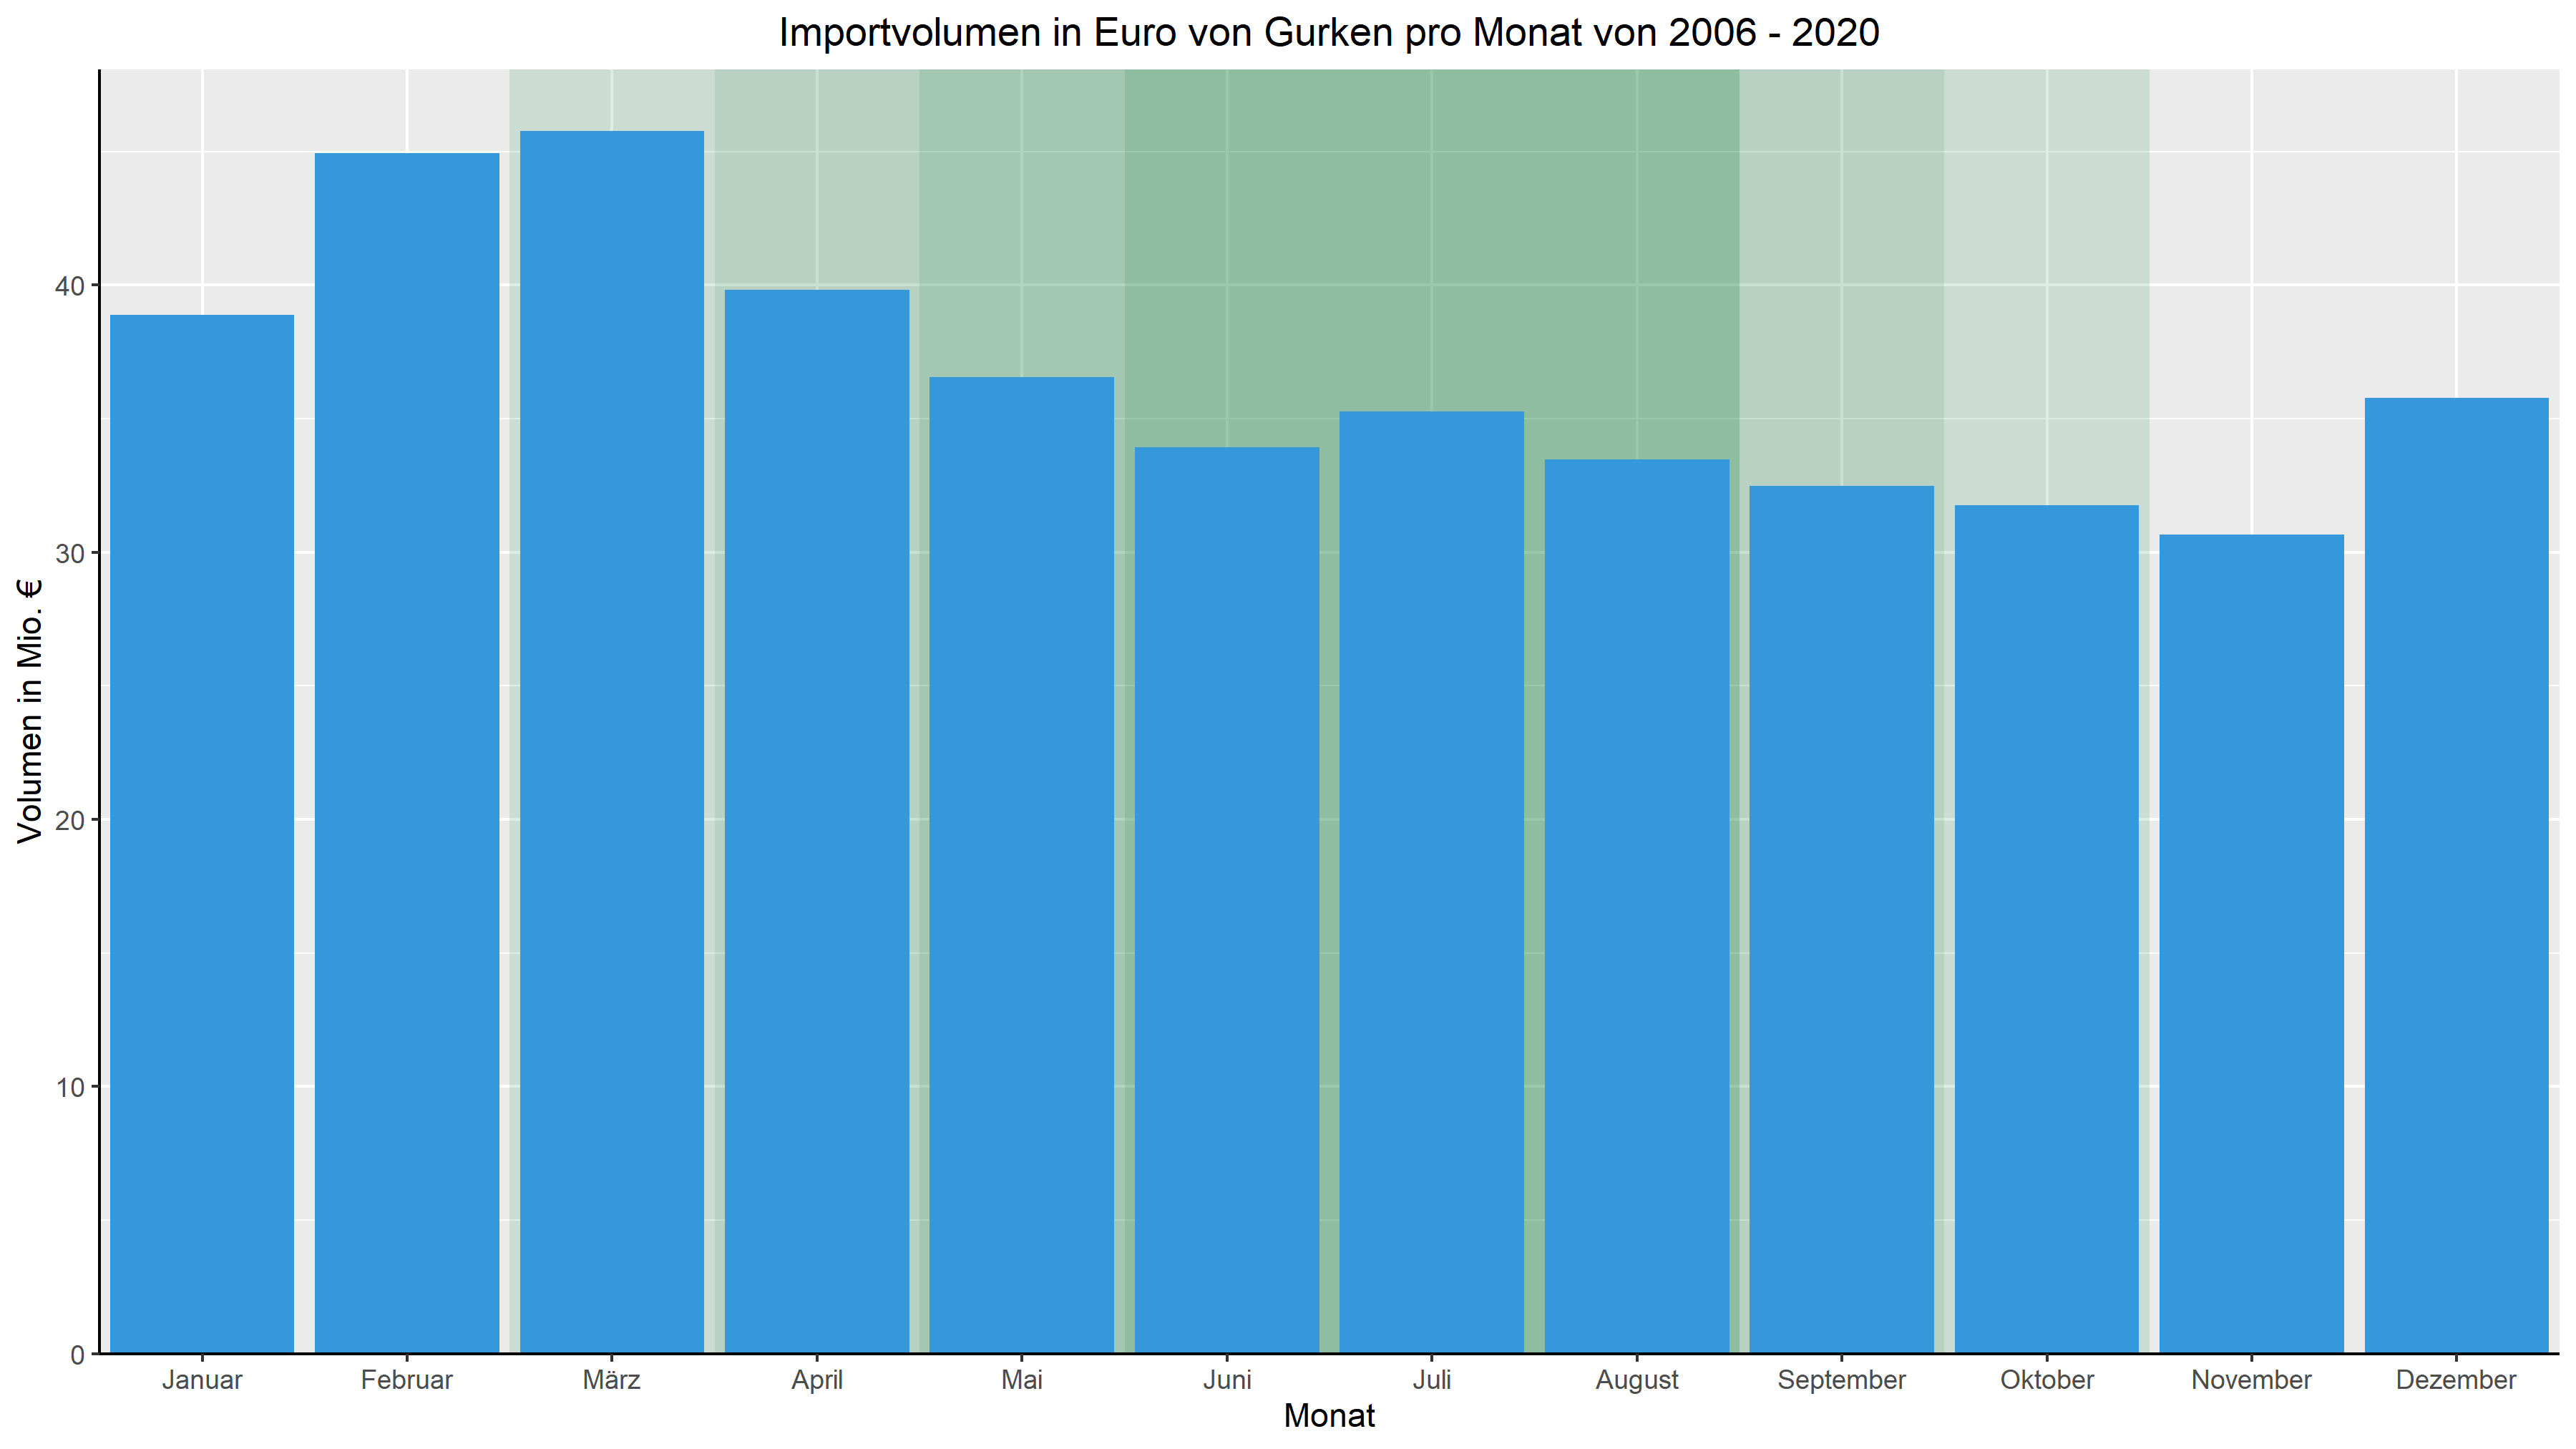 Importvolumen in Euro von Gurken pro Monat von 2006 - 2020
Volumen in Mio. €
40
30
20
10
0
Januar Februar März April Mai Juni Juli August September Oktober November Dezember
Monat